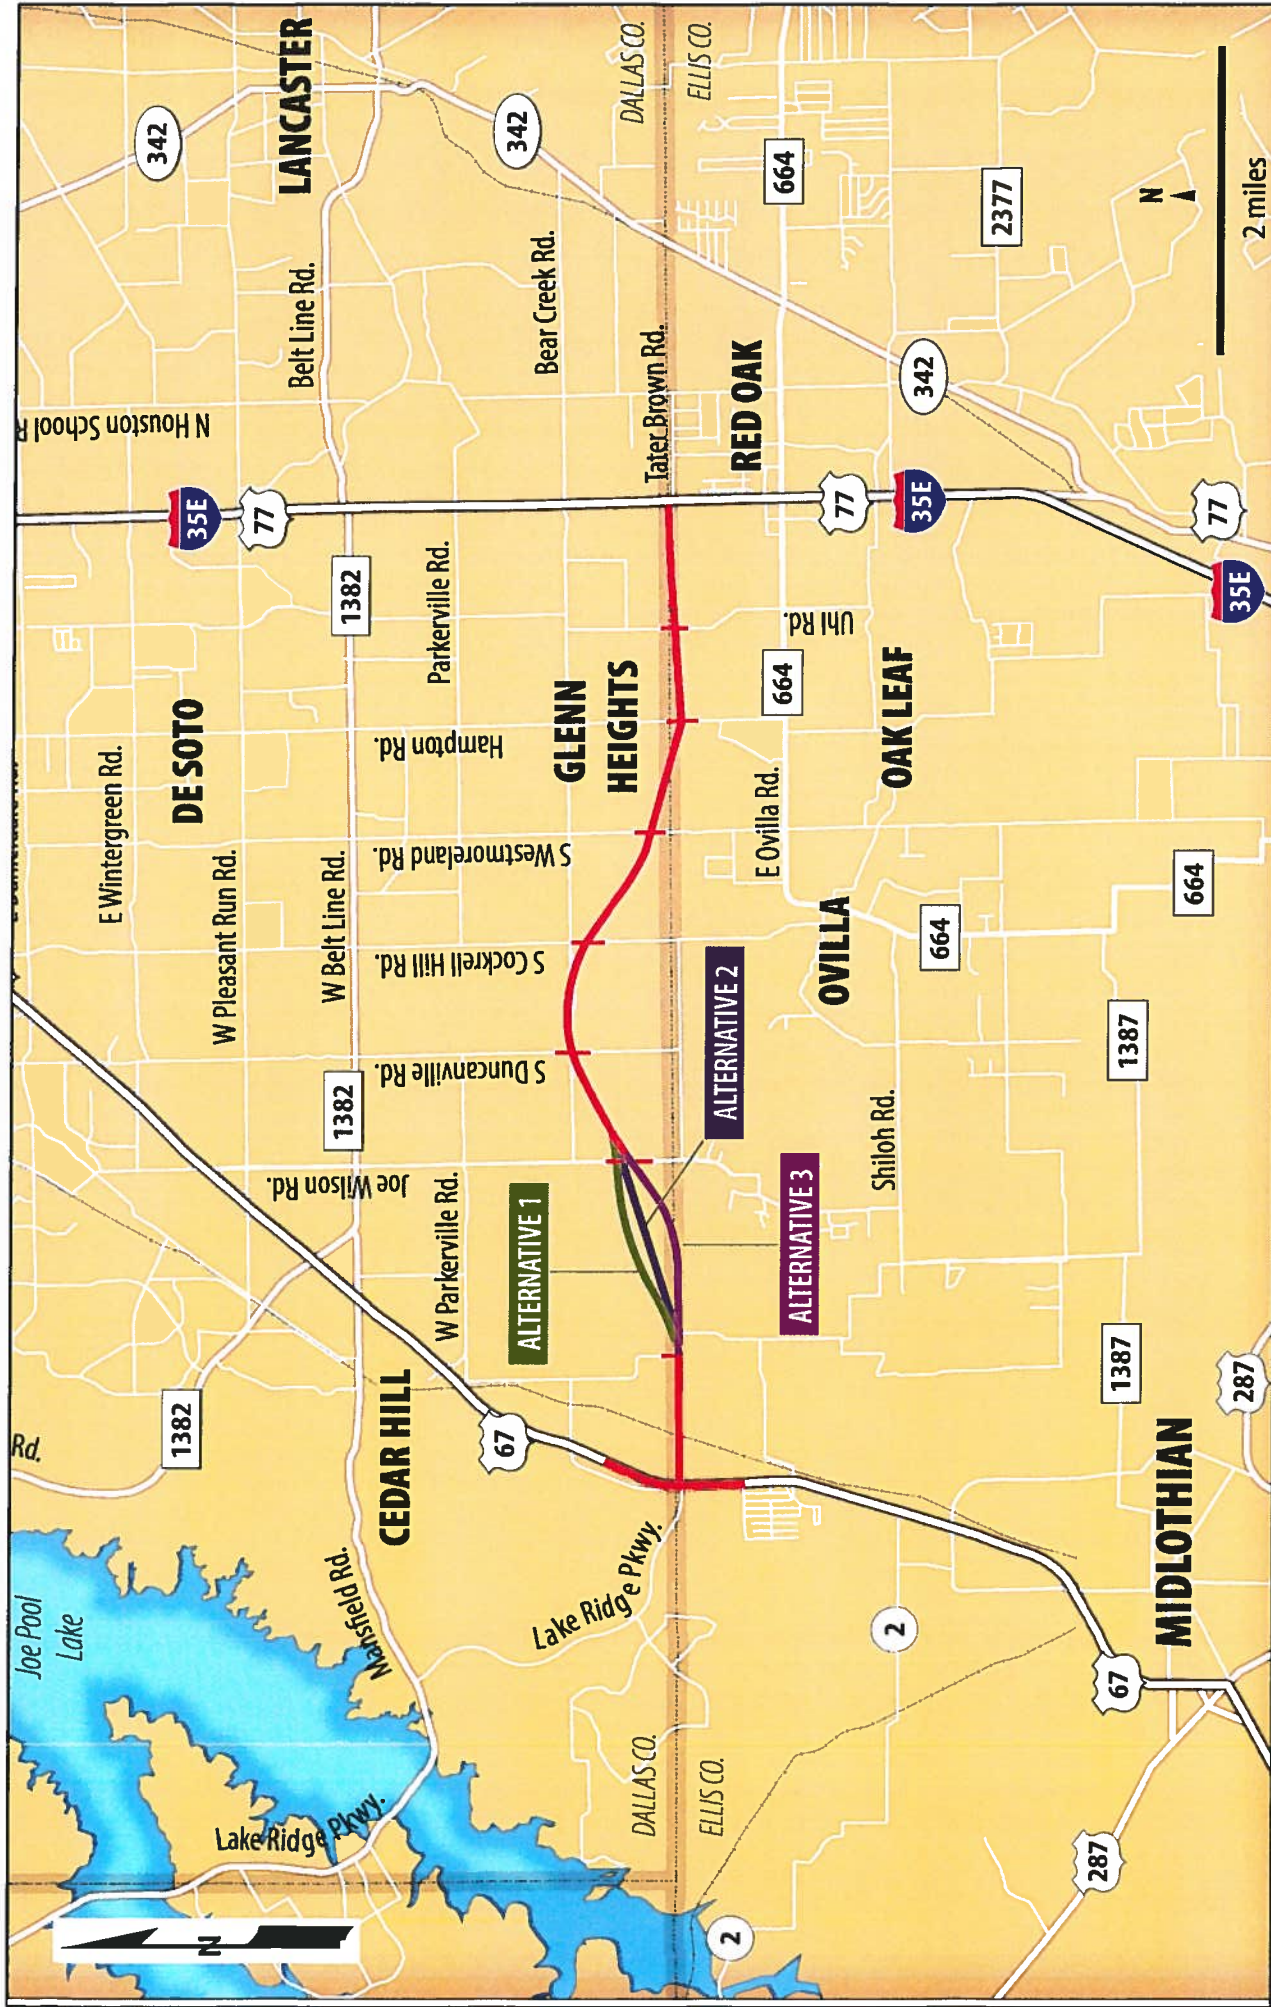 Joe Pool
Lake
Rd.
1382
Mansfield Rd.
Lake Ridge Pkwy.
CEDAR HILL
67
Lake Ridge Pkwy.
DALLAS CO.
ELLIS CO.
2
2
287
67
MIDLOTHIAN
287
1387
1387
W Parkerville Rd.
Joe Wilson Rd.
1382
ALTERNATIVE 1
ALTERNATIVE 2
ALTERNATIVE 3
Shiloh Rd.
S Duncanville Rd.
S Cockrell Hill Rd.
S Westmoreland Rd.
Hampton Rd.
W Belt Line Rd.
W Pleasant Run Rd.
E Wintergreen Rd.
DE SOTO
GLENN
HEIGHTS
OVILLA
E Ovilla Rd.
664
664
664
OAK LEAF
Uhl Rd.
Parkerville Rd.
1382
35E
77
77
35E
77
35E
N Houston School R
Belt Line Rd.
Bear Creek Rd.
Tater Brown Rd.
RED OAK
342
LANCASTER
342
342
DALLAS CO.
ELLIS CO.
664
2377
N
2 miles
N